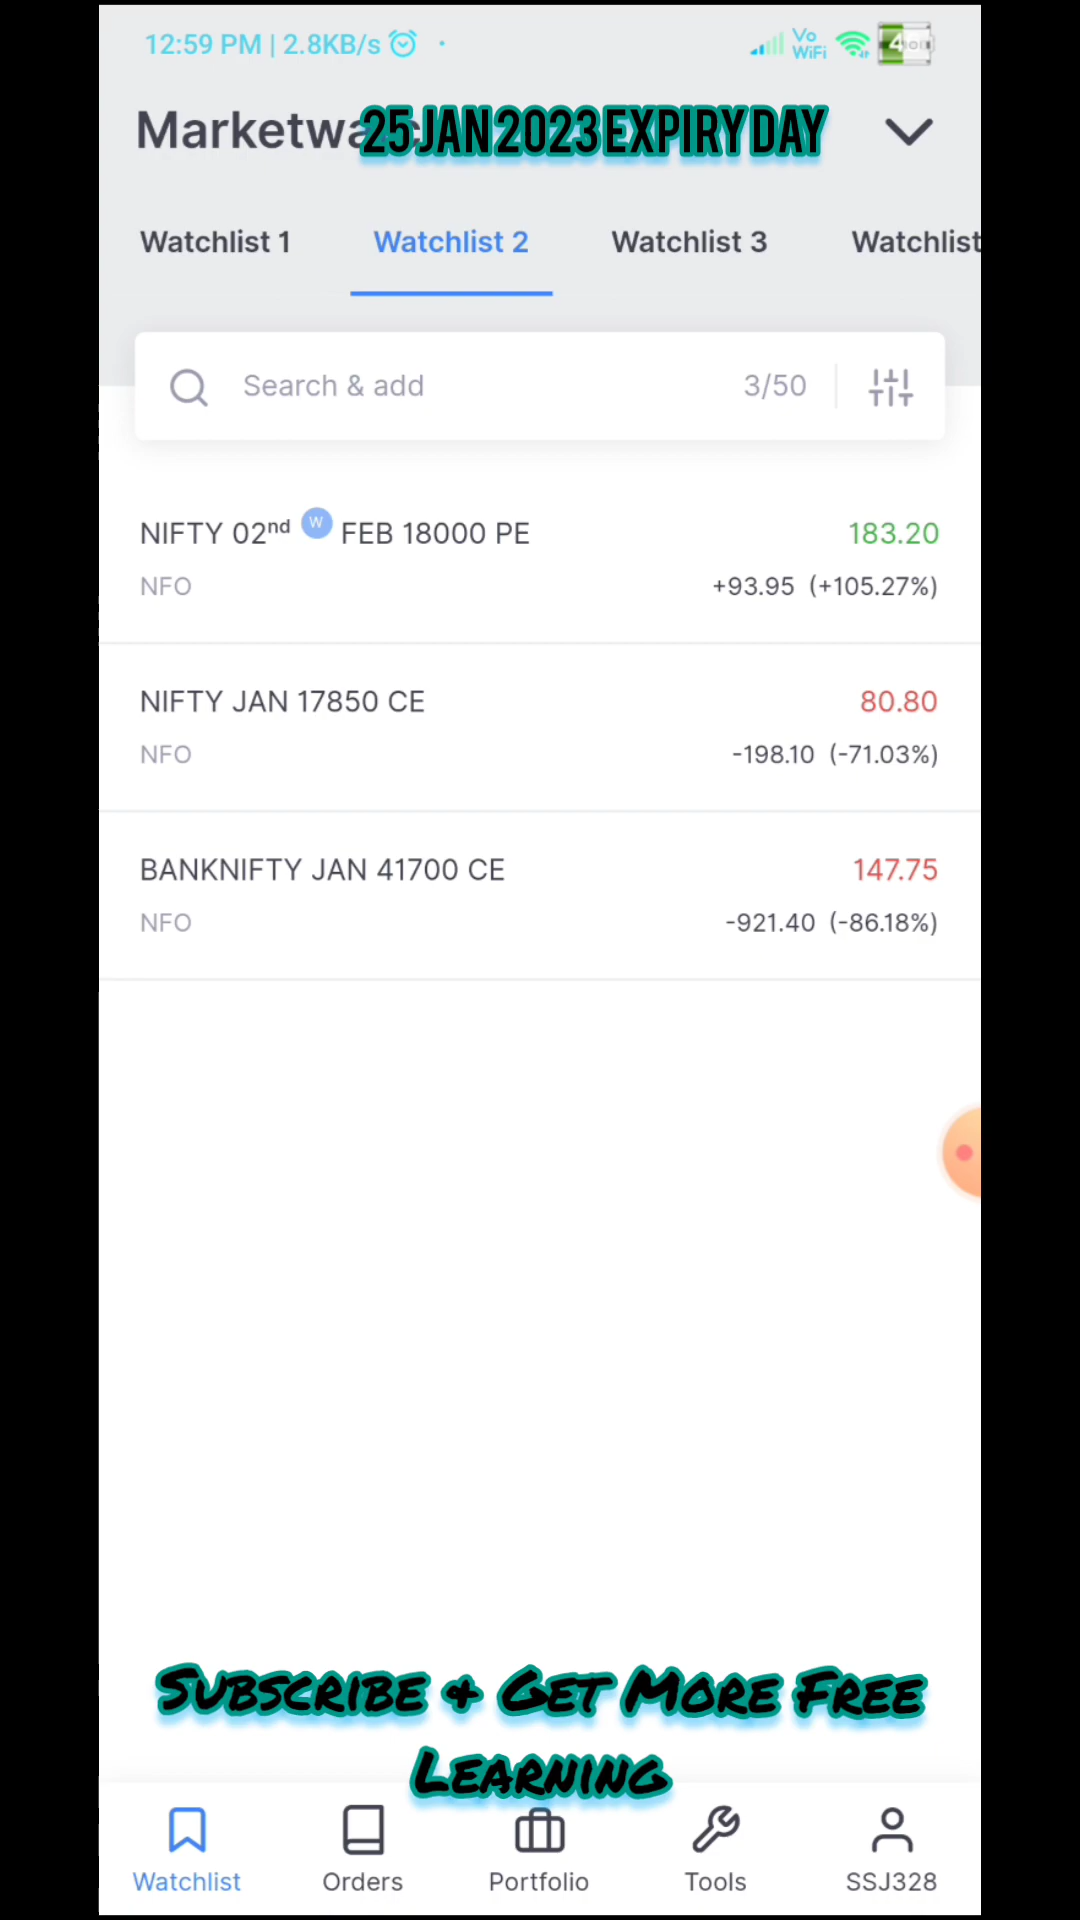 12:59 PM | 2.8KB/s
Vo
WiFi
25 JAN 2023 EXPIRY DAY
Watchlist 1 Watchlist 2 Watchlist 3 Watchlist
Search & add 3/50
NIFTY 02nd W FEB 18000 PE 183.20
NFO +93.95 (+105.27%)
NIFTY JAN 17850 CE 80.80
NFO -198.10 (-71.03%)
BANKNIFTY JAN 41700 CE 147.75
NFO -921.40 (-86.18%)
Subscribe & Get More Free
Learning
Watchlist Orders Portfolio Tools SSJ328